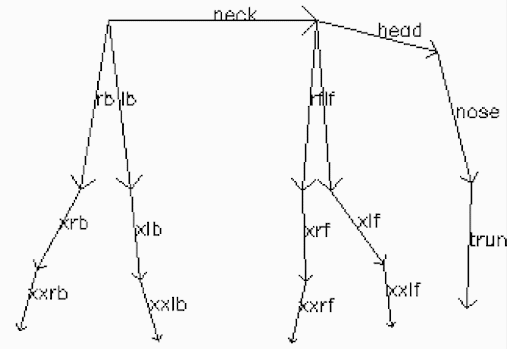 neck
head
rb
lb
rf
lf
nose
xrb
xlb
xrf
xlf
trun
xxrb
xxlb
xxrf
xxlf